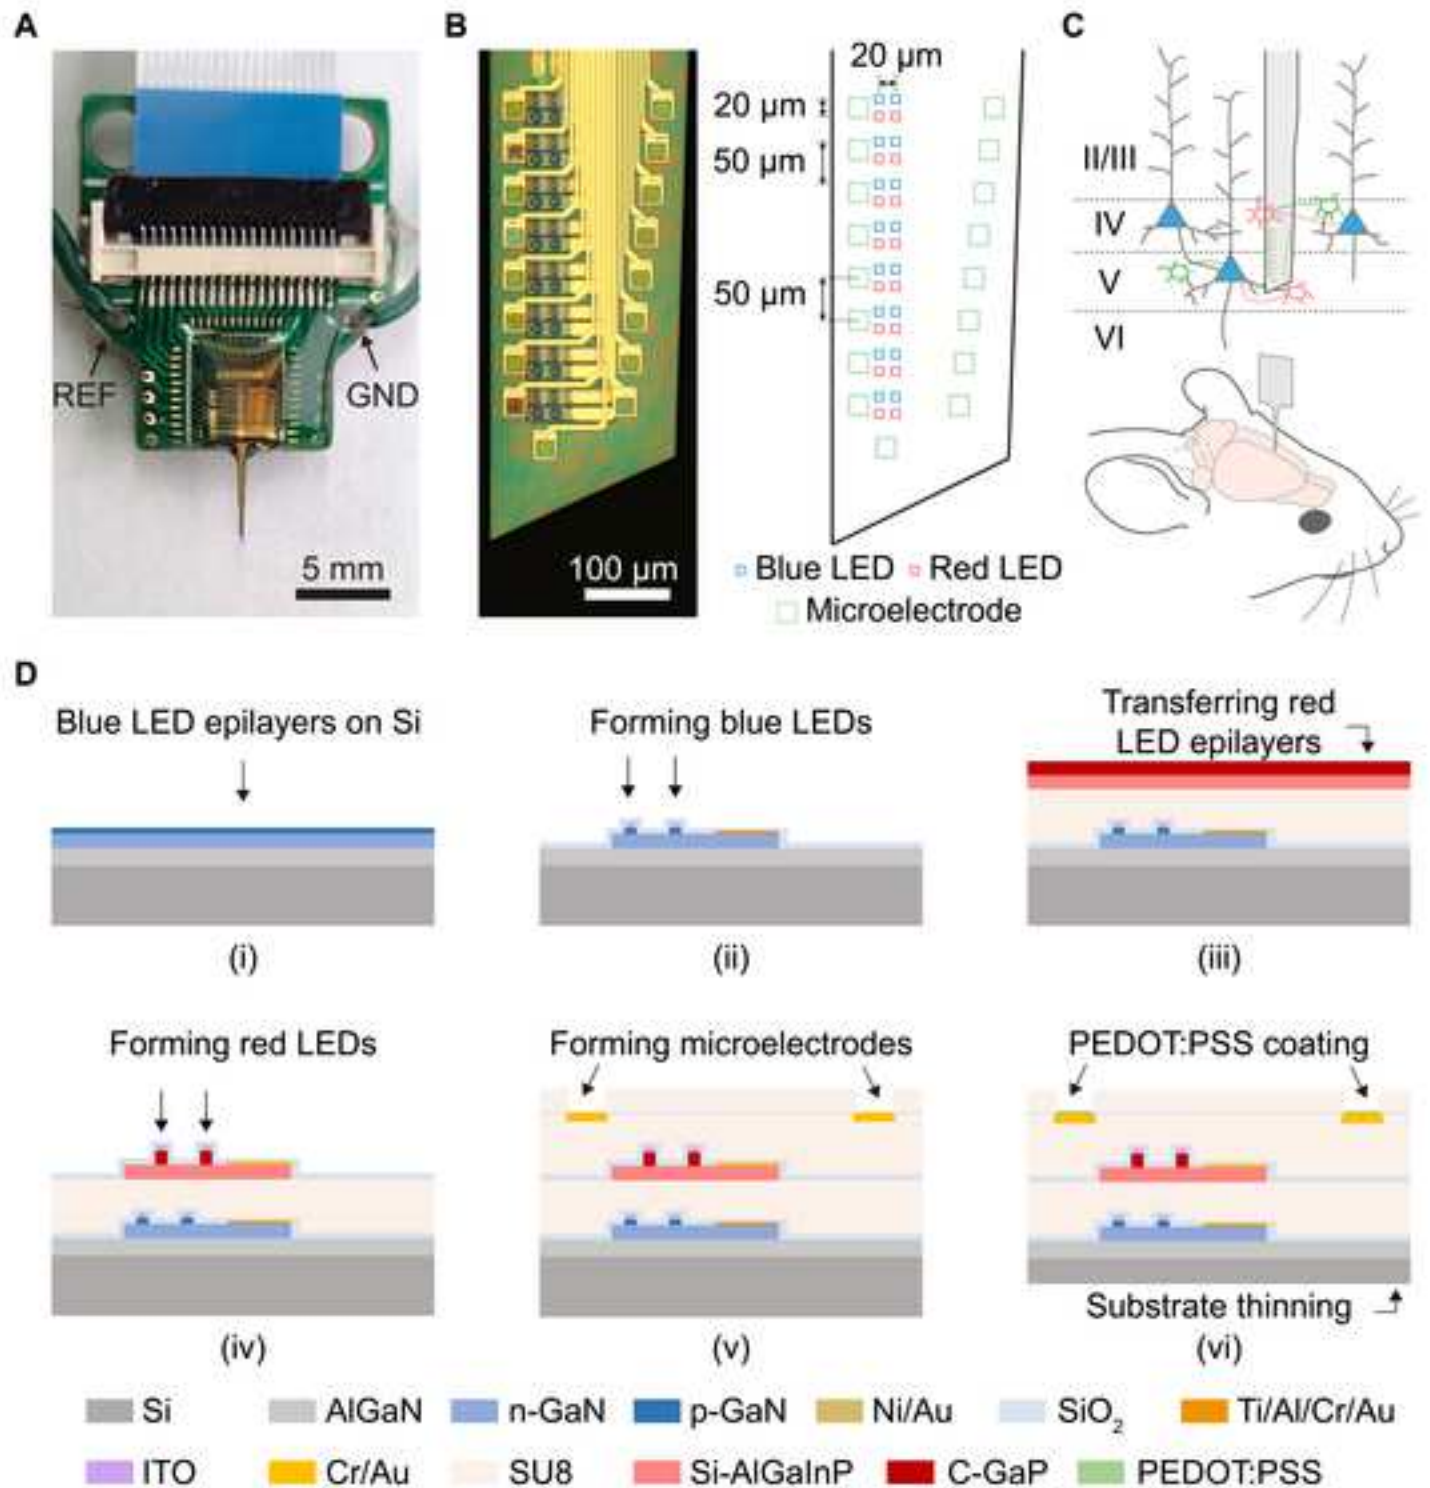 A
REF
GND
5 mm
B
100 µm
20 µm
20 µm
50 µm
50 µm
Blue LED
Red LED
Microelectrode
C
II/III
IV
V
VI
D
Blue LED epilayers on Si
(i)
Forming blue LEDs
(ii)
Transferring red
LED epilayers
(iii)
Forming red LEDs
(iv)
Forming microelectrodes
(v)
PEDOT:PSS coating
Substrate thinning
(vi)
Si
AlGaN
n-GaN
p-GaN
Ni/Au
SiO₂
Ti/Al/Cr/Au
ITO
Cr/Au
SU8
Si-AlGaInP
C-GaP
PEDOT:PSS